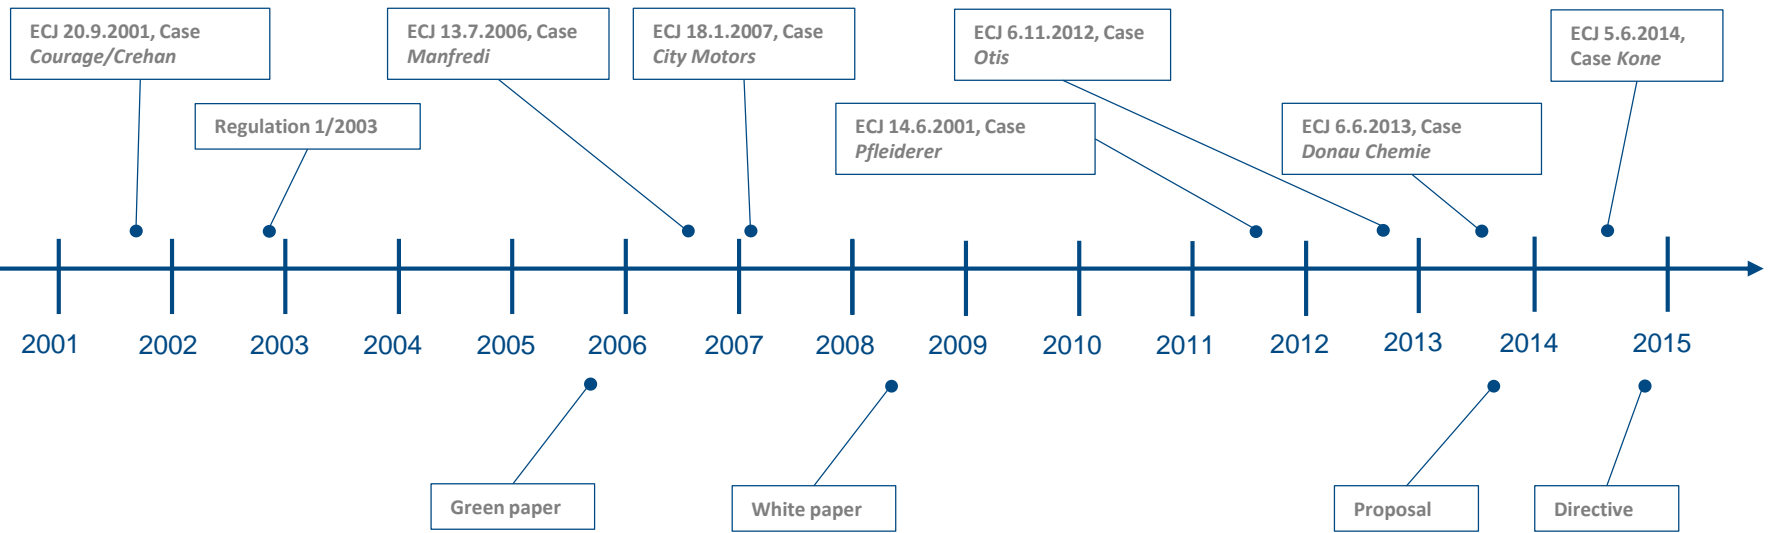 ECJ 20.9.2001, Case
Courage/Crehan
ECJ 13.7.2006, Case
Manfredi
ECJ 18.1.2007, Case
City Motors
ECJ 6.11.2012, Case
Otis
ECJ 5.6.2014,
Case Kone
Regulation 1/2003
ECJ 14.6.2001, Case
Pfleiderer
ECJ 6.6.2013, Case
Donau Chemie
2001
2002
2003
2004
2005
2006
2007
2008
2009
2010
2011
2012
2013
2014
2015
Green paper
White paper
Proposal
Directive